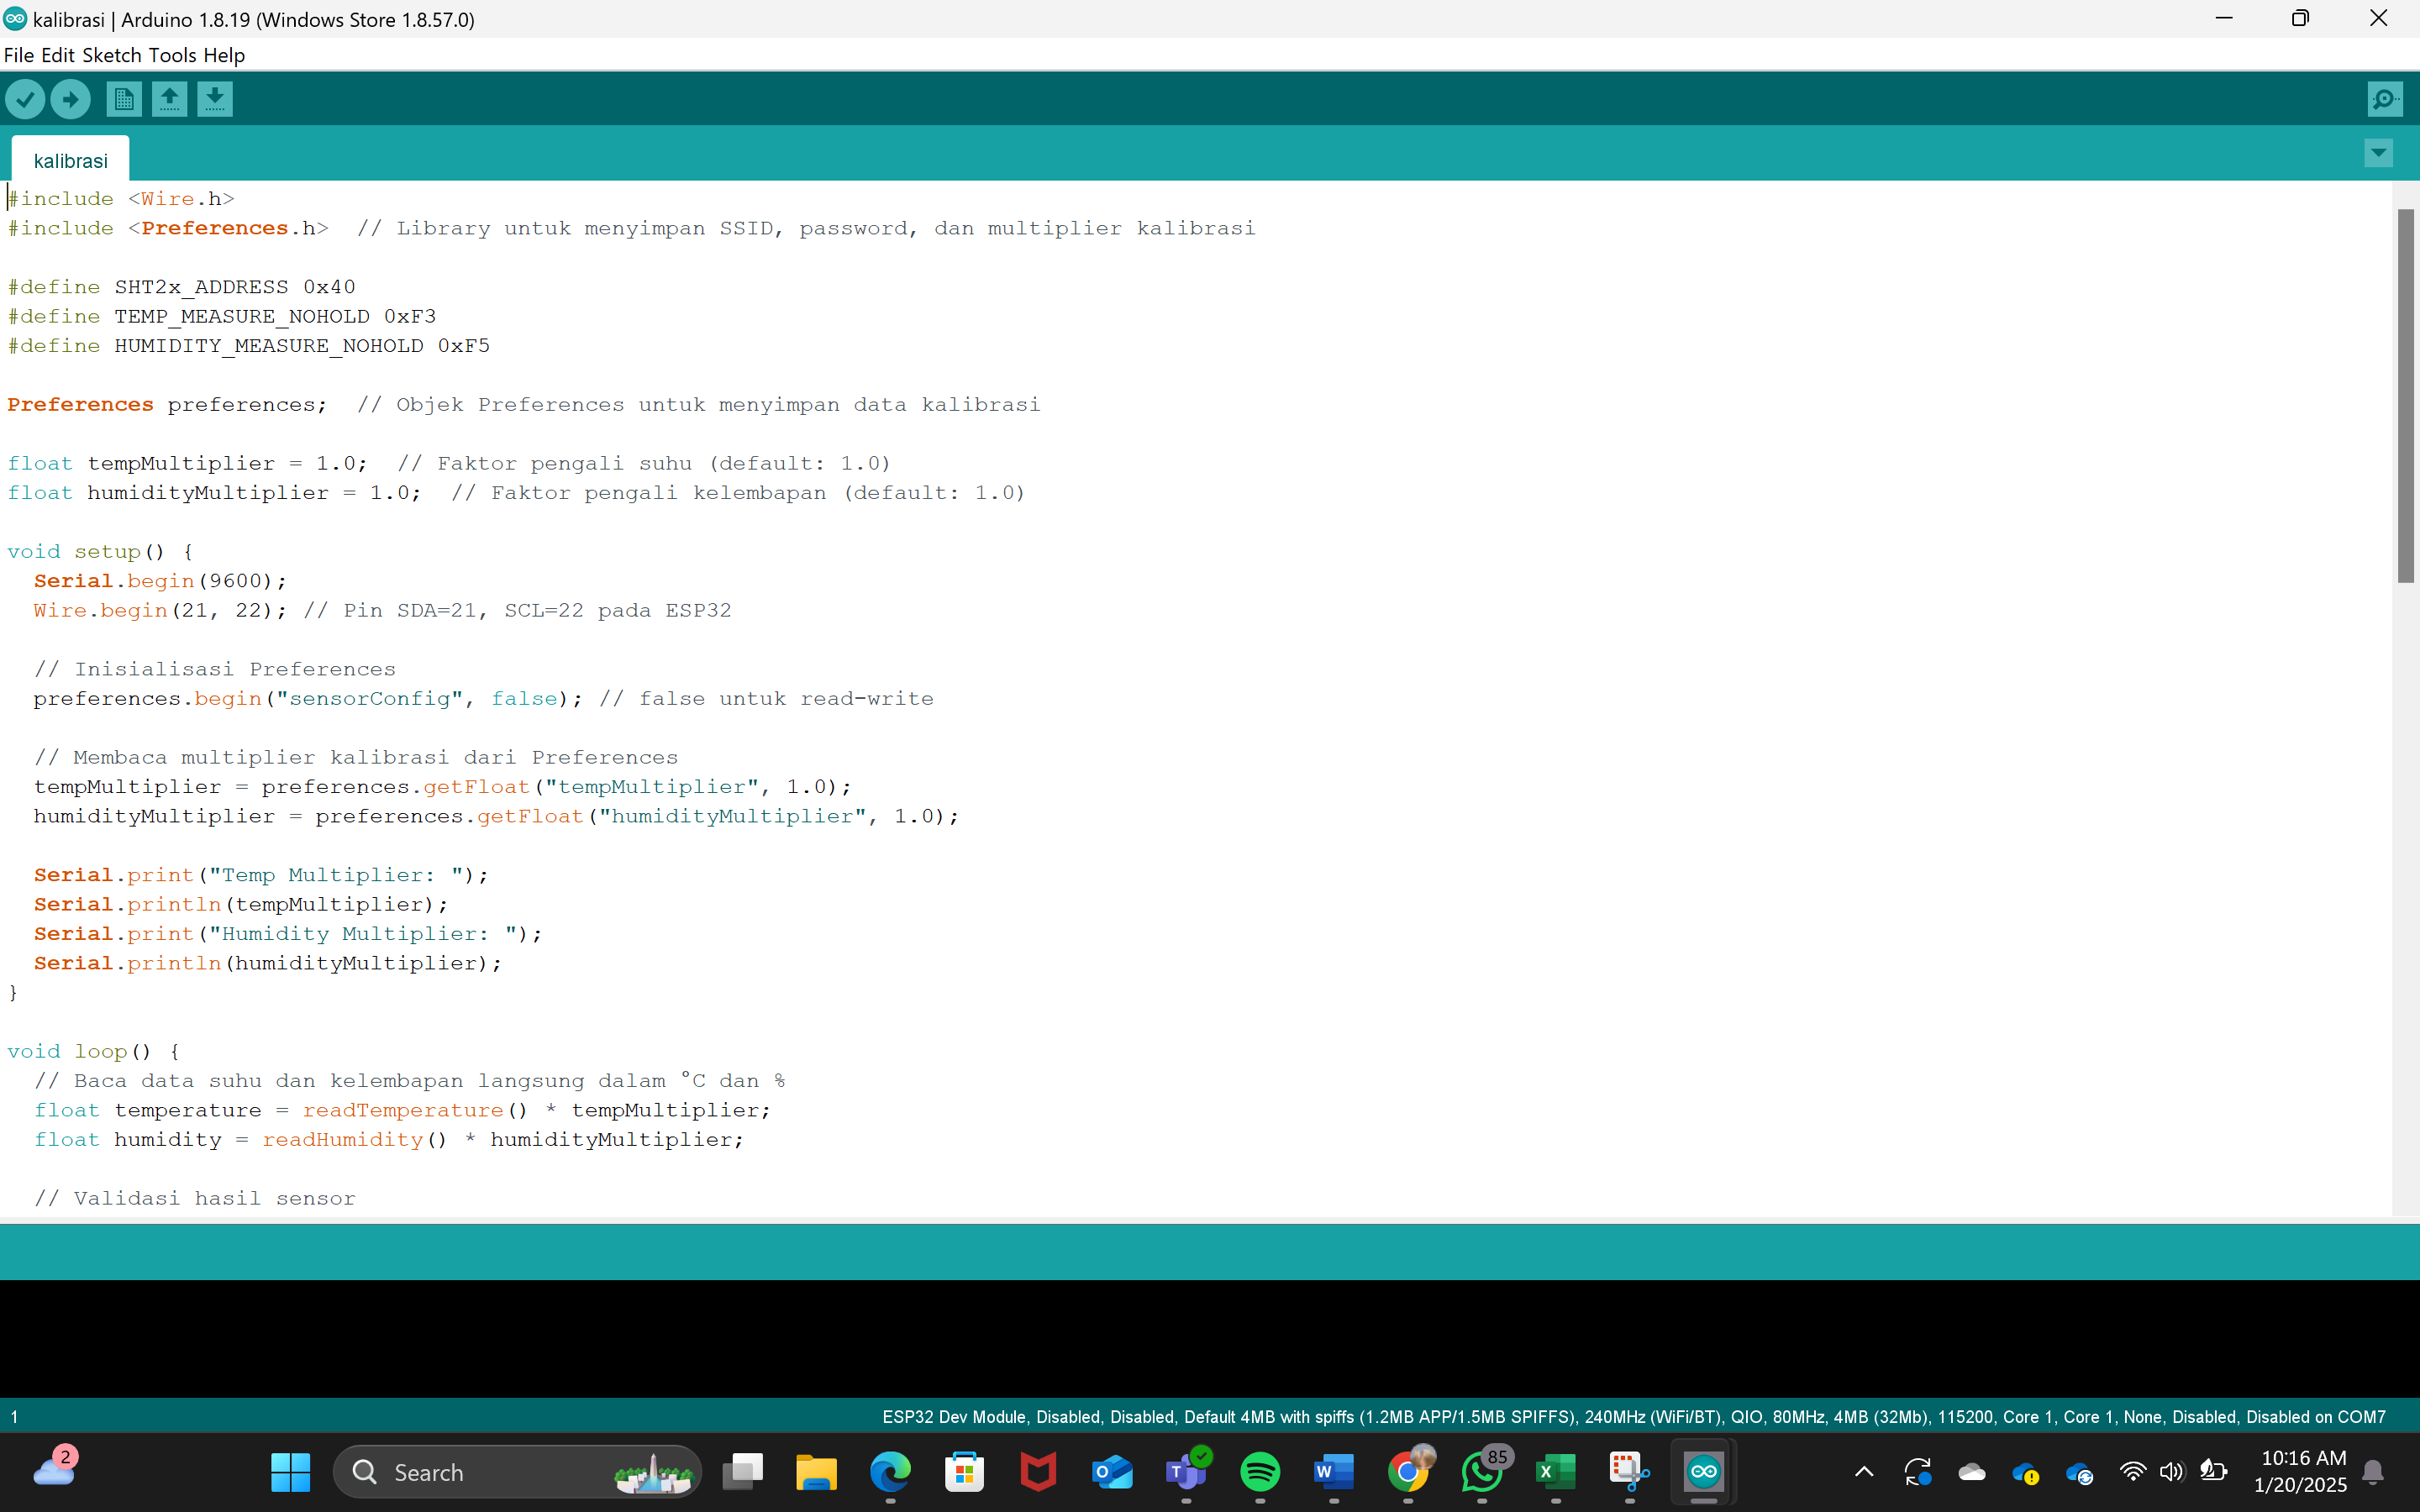 kalibrasi | Arduino 1.8.19 (Windows Store 1.8.57.0)
File Edit Sketch Tools Help
kalibrasi
#include <Wire.h>
#include <Preferences.h>  // Library untuk menyimpan SSID, password, dan multiplier kalibrasi
#define SHT2x_ADDRESS 0x40
#define TEMP_MEASURE_NOHOLD 0xF3
#define HUMIDITY_MEASURE_NOHOLD 0xF5
Preferences preferences;  // Objek Preferences untuk menyimpan data kalibrasi
float tempMultiplier = 1.0;  // Faktor pengali suhu (default: 1.0)
float humidityMultiplier = 1.0;  // Faktor pengali kelembapan (default: 1.0)
void setup() {
  Serial.begin(9600);
  Wire.begin(21, 22); // Pin SDA=21, SCL=22 pada ESP32
  // Inisialisasi Preferences
  preferences.begin("sensorConfig", false); // false untuk read-write
  // Membaca multiplier kalibrasi dari Preferences
  tempMultiplier = preferences.getFloat("tempMultiplier", 1.0);
  humidityMultiplier = preferences.getFloat("humidityMultiplier", 1.0);
  Serial.print("Temp Multiplier: ");
  Serial.println(tempMultiplier);
  Serial.print("Humidity Multiplier: ");
  Serial.println(humidityMultiplier);
}
void loop() {
  // Baca data suhu dan kelembapan langsung dalam °C dan %
  float temperature = readTemperature() * tempMultiplier;
  float humidity = readHumidity() * humidityMultiplier;
  // Validasi hasil sensor
1
ESP32 Dev Module, Disabled, Disabled, Default 4MB with spiffs (1.2MB APP/1.5MB SPIFFS), 240MHz (WiFi/BT), QIO, 80MHz, 4MB (32Mb), 115200, Core 1, Core 1, None, Disabled, Disabled on COM7
2
Search
85
10:16 AM
1/20/2025